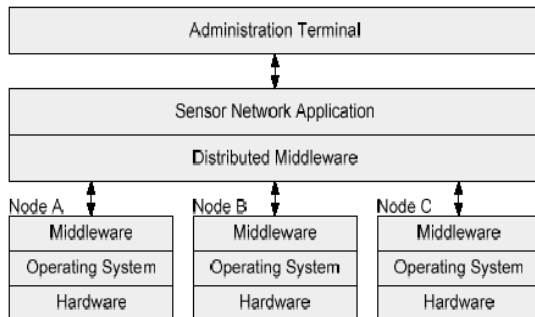 Administration Terminal
Sensor Network Application
Distributed Middleware
Node A Node B Node C
Middleware Middleware Middleware
Operating System Operating System Operating System
Hardware Hardware Hardware